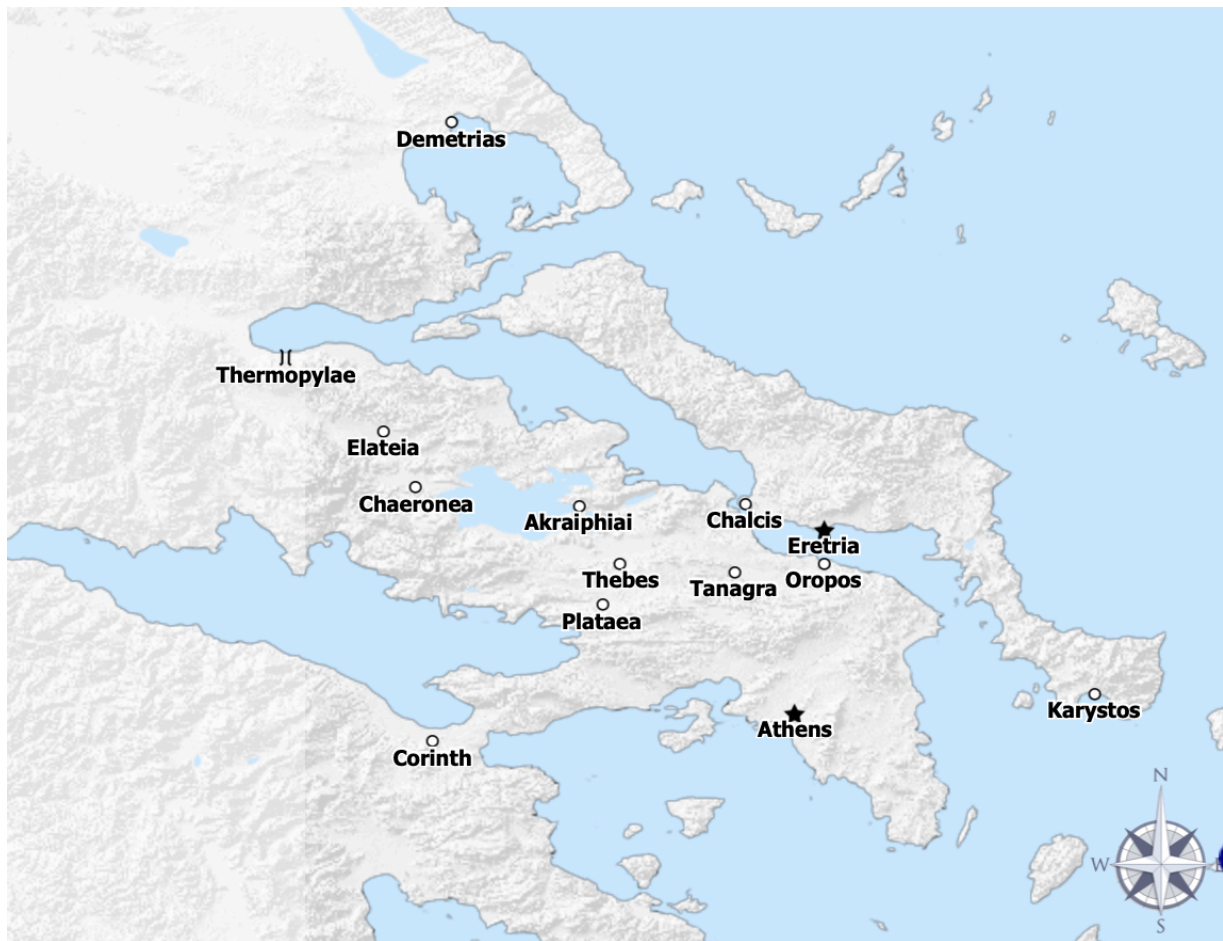 Demetrias
Thermopylae
Elateia
Chaeronea
Akraiphiai
Chalcis
Eretria
Thebes
Tanagra
Oropos
Plataea
Karystos
Athens
Corinth
N
W
S